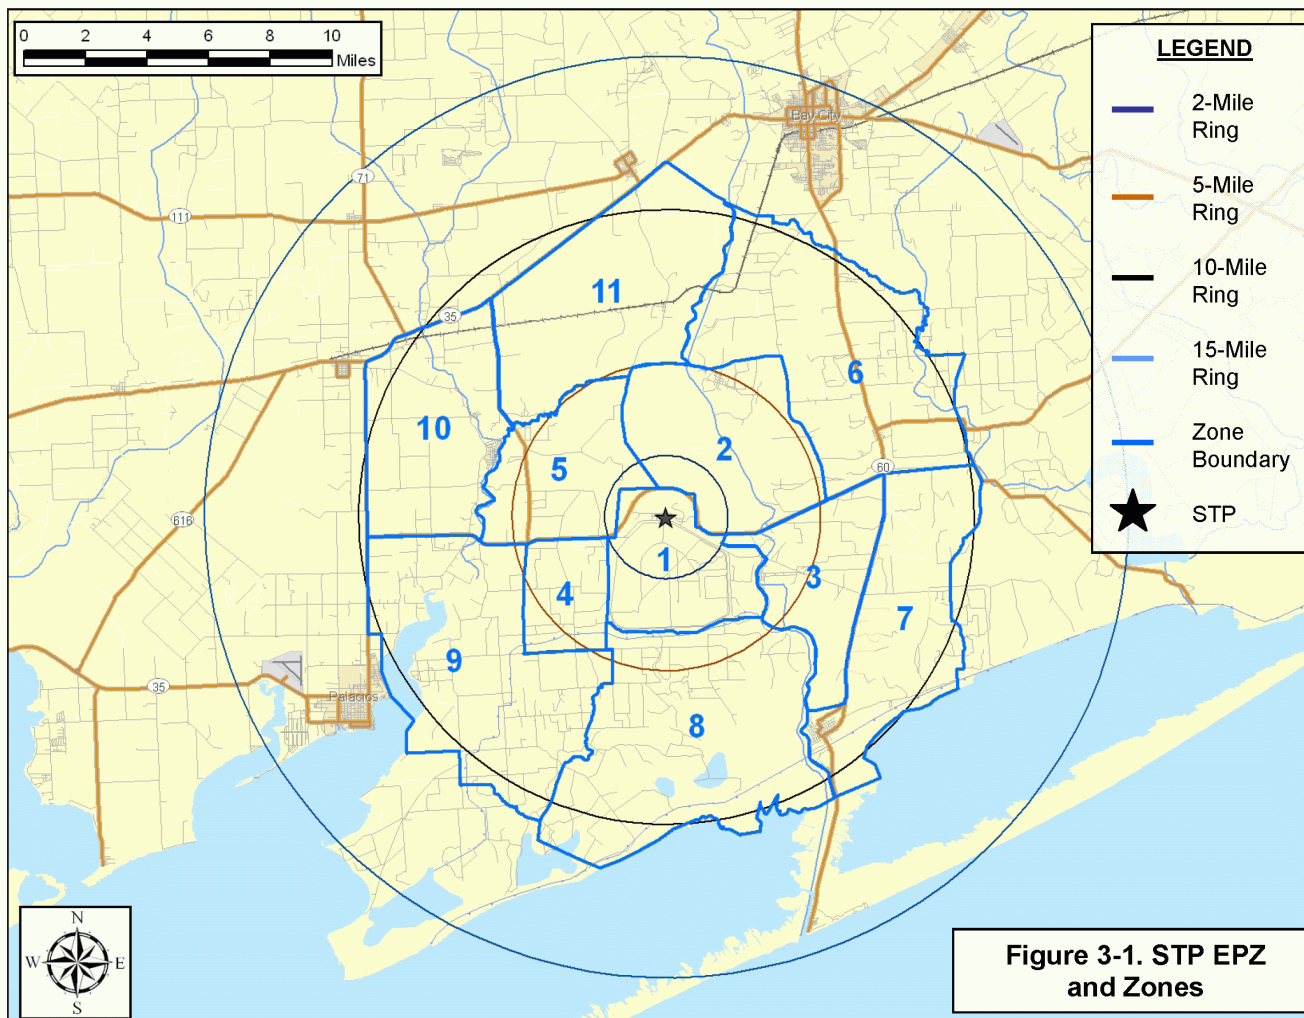 0 2 4 6 8 10
Miles
LEGEND
2-Mile
Ring
5-Mile
Ring
10-Mile
Ring
15-Mile
Ring
Zone
Boundary
STP
Bay City
71
111
35
11
6
10
2
5
60
616
1
3
4
7
9
35
Palacios
8
N
W E
S
Figure 3-1. STP EPZ
and Zones